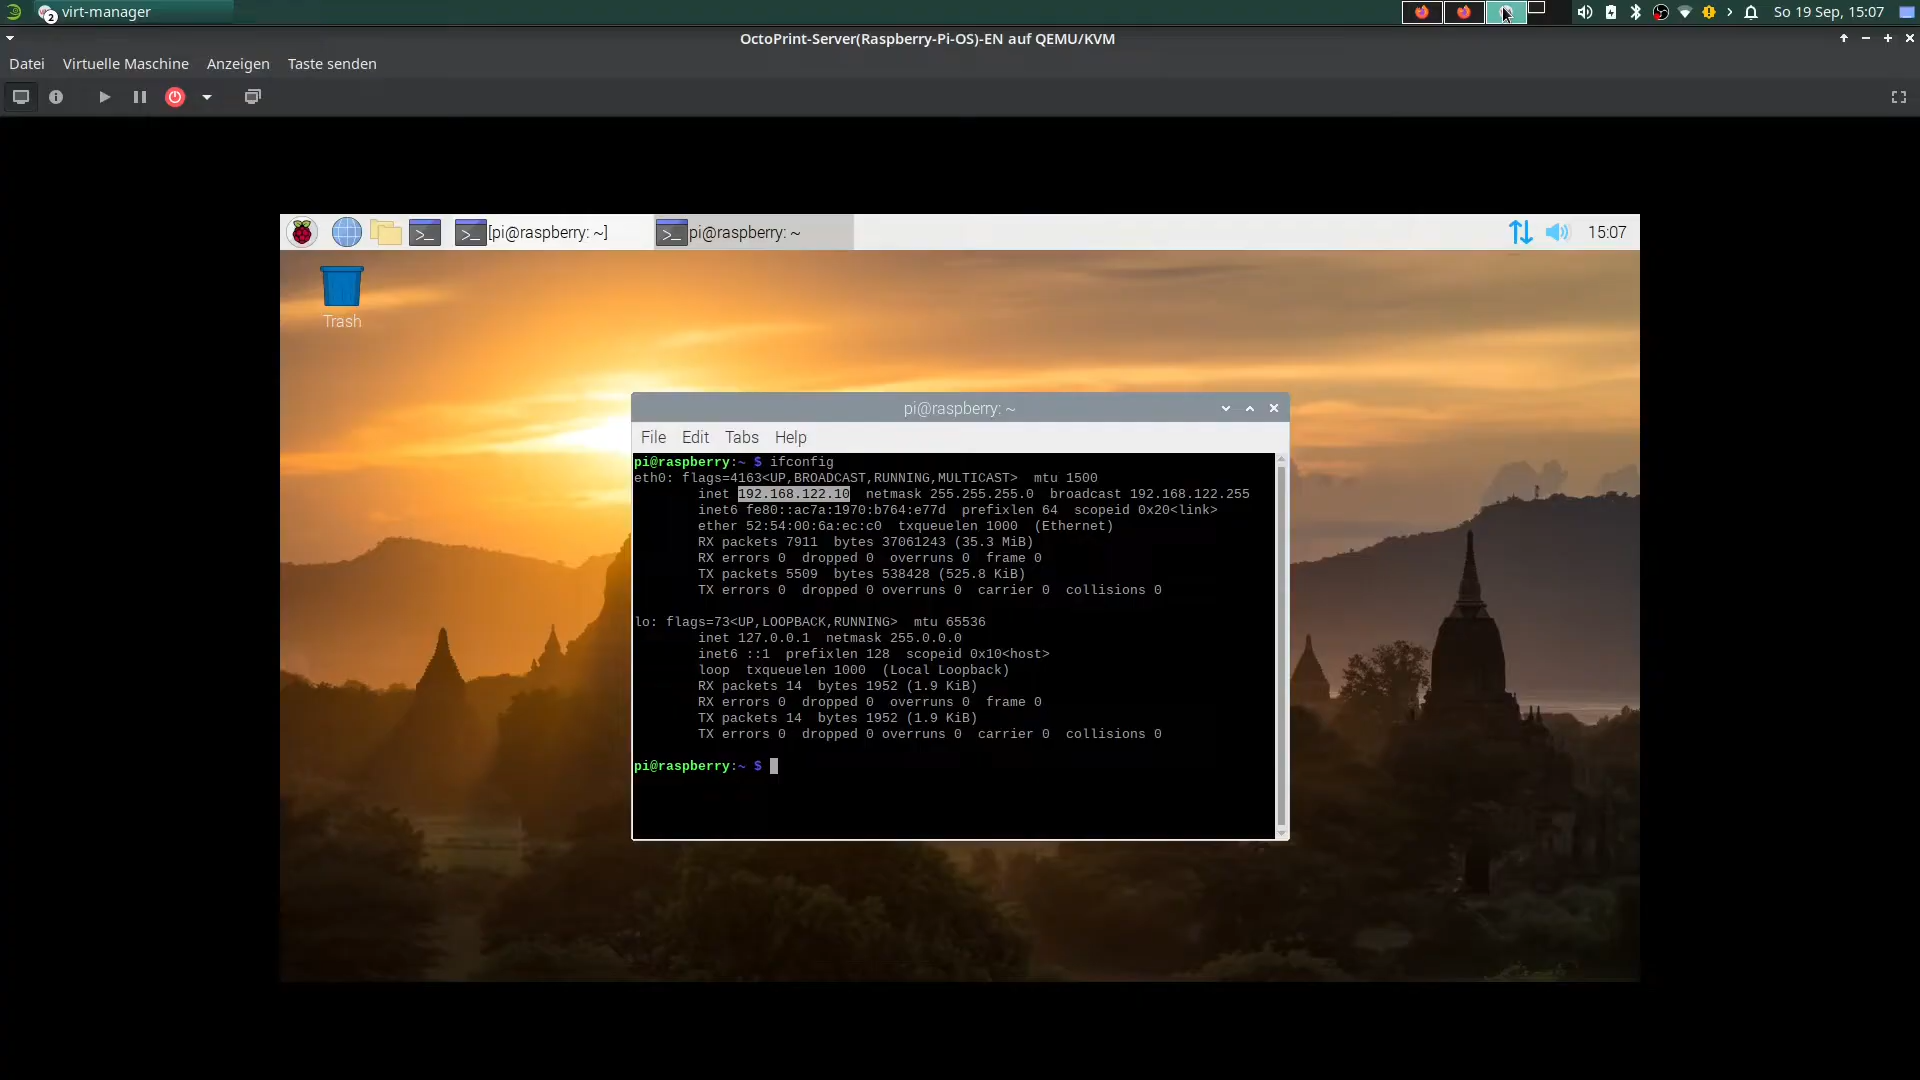 virt-manager
2
So 19 Sep, 15:07
OctoPrint-Server(Raspberry-Pi-OS)-EN auf QEMU/KVM
Datei Virtuelle Maschine Anzeigen Taste senden
[pi@raspberry: ~] pi@raspberry: ~ 15:07
Trash
pi@raspberry: ~
File Edit Tabs Help
pi@raspberry:~ $ ifconfig
eth0: flags=4163<UP,BROADCAST,RUNNING,MULTICAST>  mtu 1500
        inet 192.168.122.10  netmask 255.255.255.0  broadcast 192.168.122.255
        inet6 fe80::ac7a:1970:b764:e77d  prefixlen 64  scopeid 0x20<link>
        ether 52:54:00:6a:ec:c0  txqueuelen 1000  (Ethernet)
        RX packets 7911  bytes 37061243 (35.3 MiB)
        RX errors 0  dropped 0  overruns 0  frame 0
        TX packets 5509  bytes 538428 (525.8 KiB)
        TX errors 0  dropped 0 overruns 0  carrier 0  collisions 0
lo: flags=73<UP,LOOPBACK,RUNNING>  mtu 65536
        inet 127.0.0.1  netmask 255.0.0.0
        inet6 ::1  prefixlen 128  scopeid 0x10<host>
        loop  txqueuelen 1000  (Local Loopback)
        RX packets 14  bytes 1952 (1.9 KiB)
        RX errors 0  dropped 0  overruns 0  frame 0
        TX packets 14  bytes 1952 (1.9 KiB)
        TX errors 0  dropped 0 overruns 0  carrier 0  collisions 0
pi@raspberry:~ $